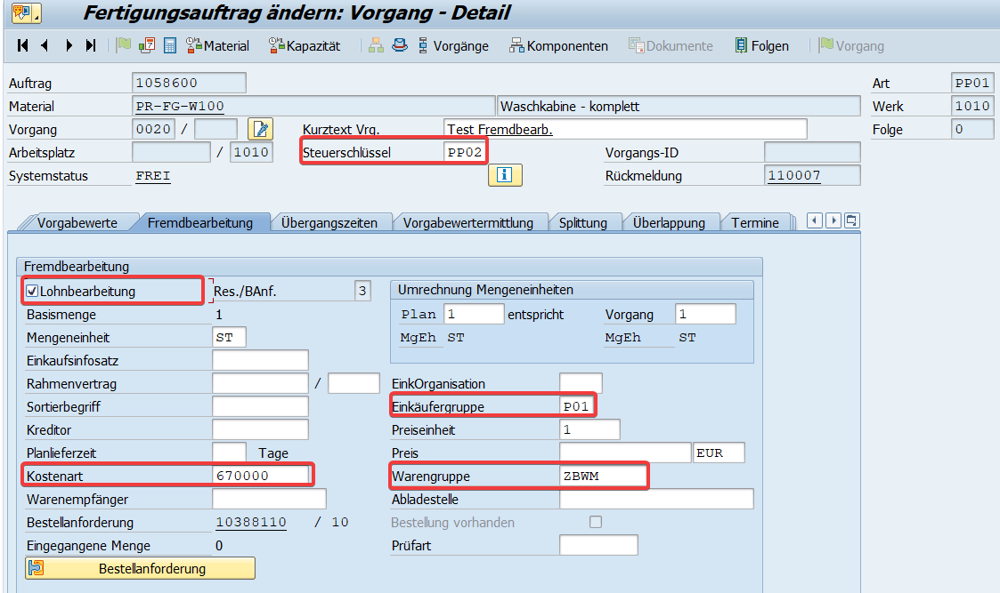 Fertigungsauftrag ändern: Vorgang - Detail
Material Kapazität Vorgänge Komponenten Dokumente Folgen Vorgang
Auftrag 1058600 Art PP01
Material PR-FG-W100 Waschkabine - komplett Werk 1010
Vorgang 0020 / Kurztext Vrg. Test Fremdbearb. Folge 0
Arbeitsplatz / 1010 Steuerschlüssel PP02 Vorgangs-ID
Systemstatus FREI Rückmeldung 110007
Vorgabewerte Fremdbearbeitung Übergangszeiten Vorgabewertermittlung Splittung Überlappung Termine
Fremdbearbeitung
Lohnbearbeitung Res./BAnf. 3 Umrechnung Mengeneinheiten
Basismenge 1 Plan 1 entspricht Vorgang 1
Mengeneinheit ST MgEh ST MgEh ST
Einkaufsinfosatz
Rahmenvertrag / EinkOrganisation
Sortierbegriff Einkäufergruppe P01
Kreditor Preiseinheit 1
Planlieferzeit Tage Preis EUR
Kostenart 670000 Warengruppe ZBWM
Warenempfänger Abladestelle
Bestellanforderung 10388110 / 10 Bestellung vorhanden
Eingegangene Menge 0 Prüfart
Bestellanforderung